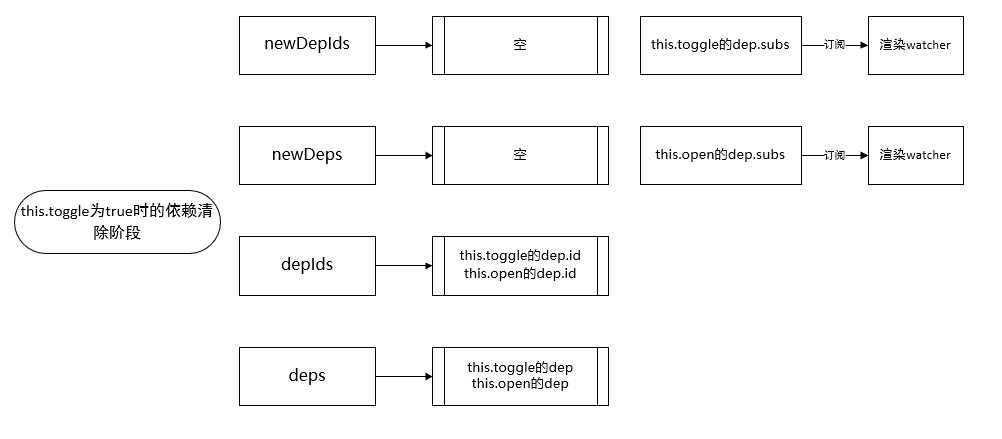 newDepIds
空
this.toggle的dep.subs
订阅
渲染watcher
newDeps
空
this.open的dep.subs
订阅
渲染watcher
this.toggle为true时的依赖清
除阶段
depIds
this.toggle的dep.id
this.open的dep.id
deps
this.toggle的dep
this.open的dep